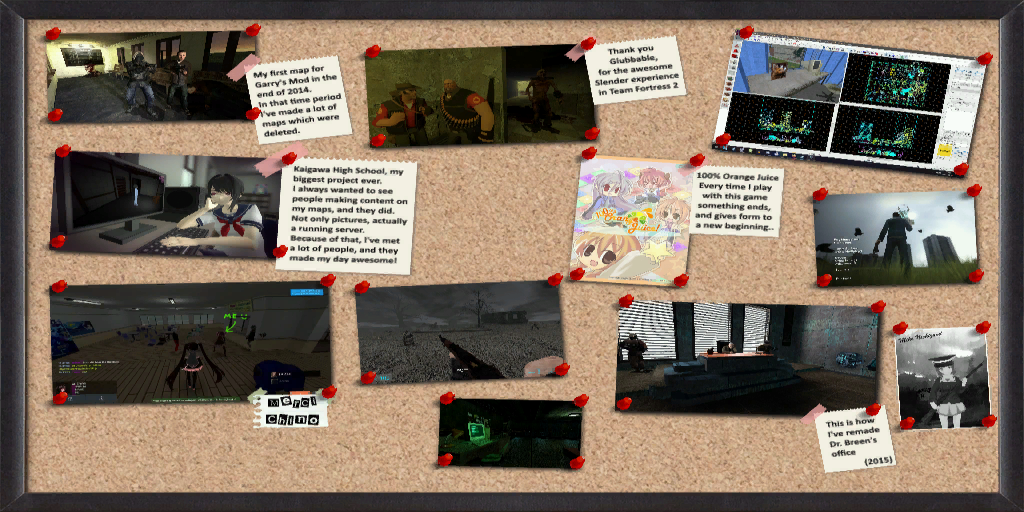 My first map for
Garry's Mod in the
end of 2014.
In that time period
I've made a lot of
maps which were
deleted.
Thank you
Glubbable,
for the awesome
Slender experience
in Team Fortress 2
Kaigawa High School, my
biggest project ever.
I always wanted to see
people making content on
my maps, and they did.
Not only pictures, actually
a running server.
Because of that, I've met
a lot of people, and they
made my day awesome!
100% Orange Juice
Every time I play
with this game
something ends,
and gives form to
a new beginning..
100% Orange
Juice!
ME
Merci
Chino
This is how
I've remade
Dr. Breen's
office
(2015)